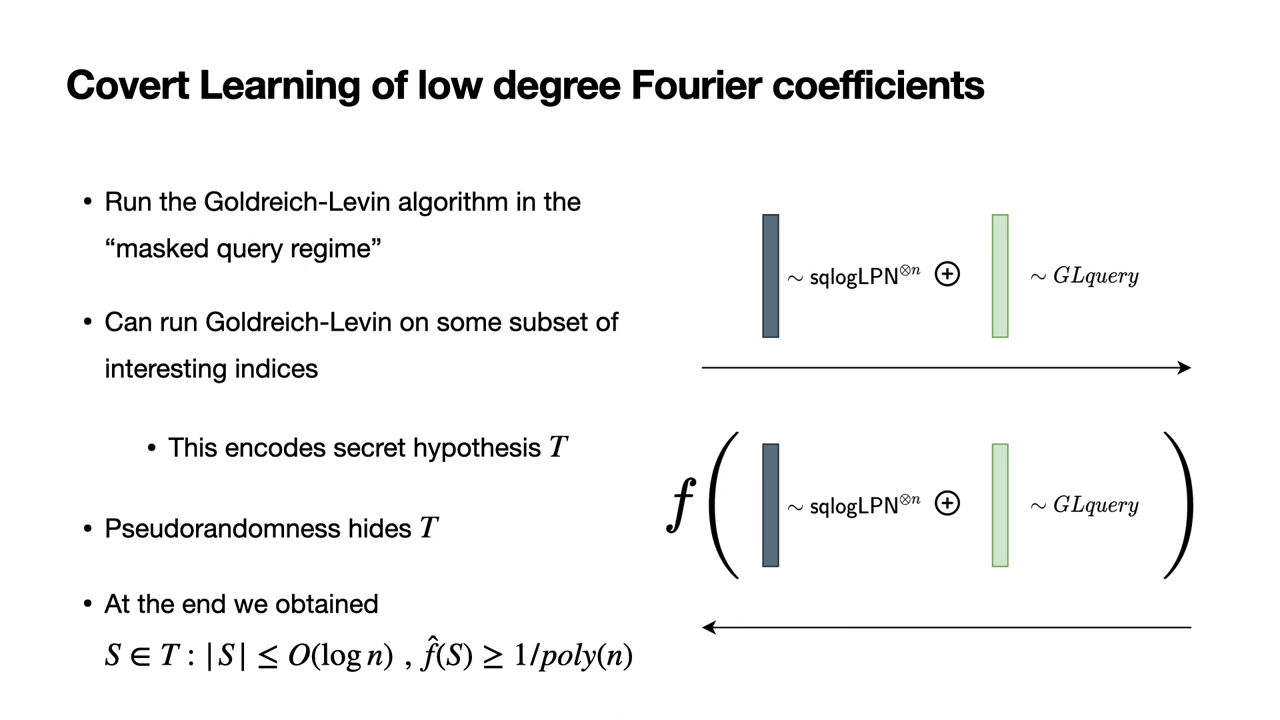 Covert Learning of low degree Fourier coefficients
• Run the Goldreich-Levin algorithm in the
“masked query regime”
• Can run Goldreich-Levin on some subset of
interesting indices
• This encodes secret hypothesis T
• Pseudorandomness hides T
• At the end we obtained
S ∈ T : |S| ≤ O(log n) , f̂(S) ≥ 1/poly(n)
∼ sqlogLPN⊗n ⊕ ∼ GLquery
f ( ∼ sqlogLPN⊗n ⊕ ∼ GLquery )